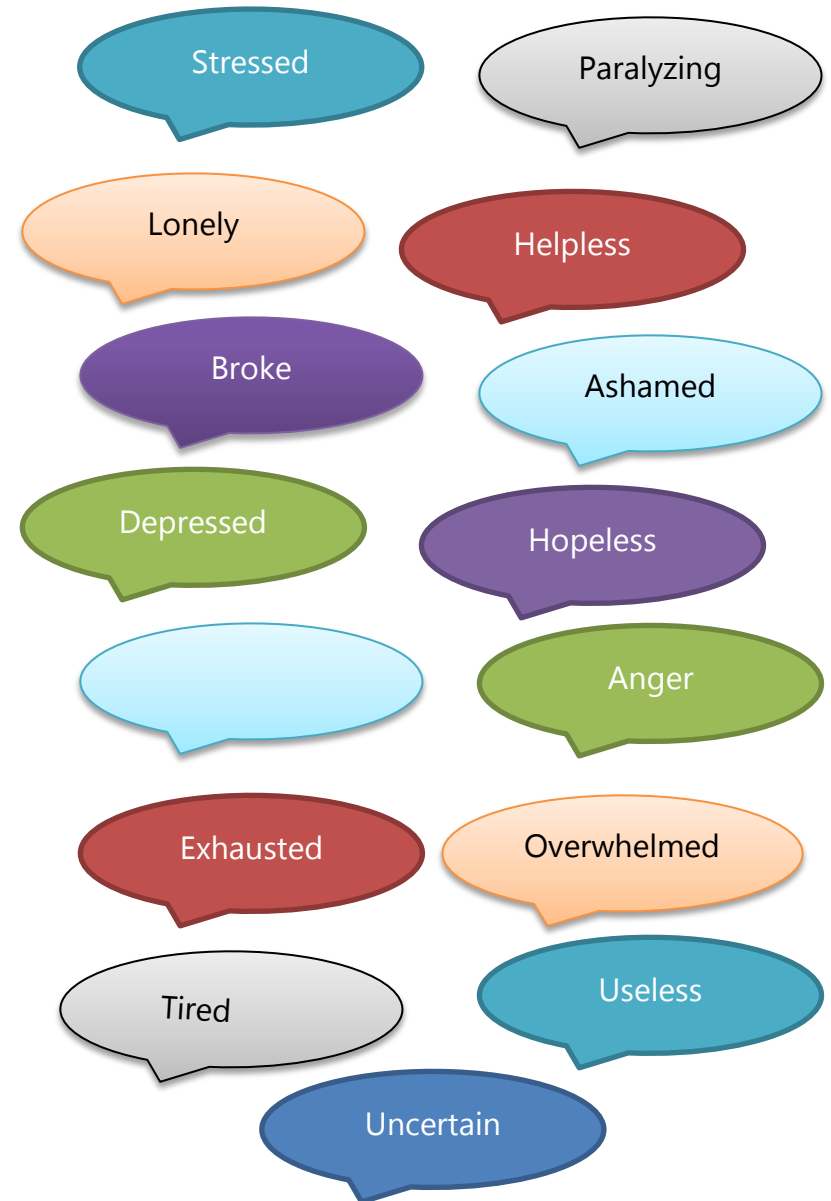 Stressed
Paralyzing
Lonely
Helpless
Broke
Ashamed
Depressed
Hopeless
Anger
Exhausted
Overwhelmed
Tired
Useless
Uncertain